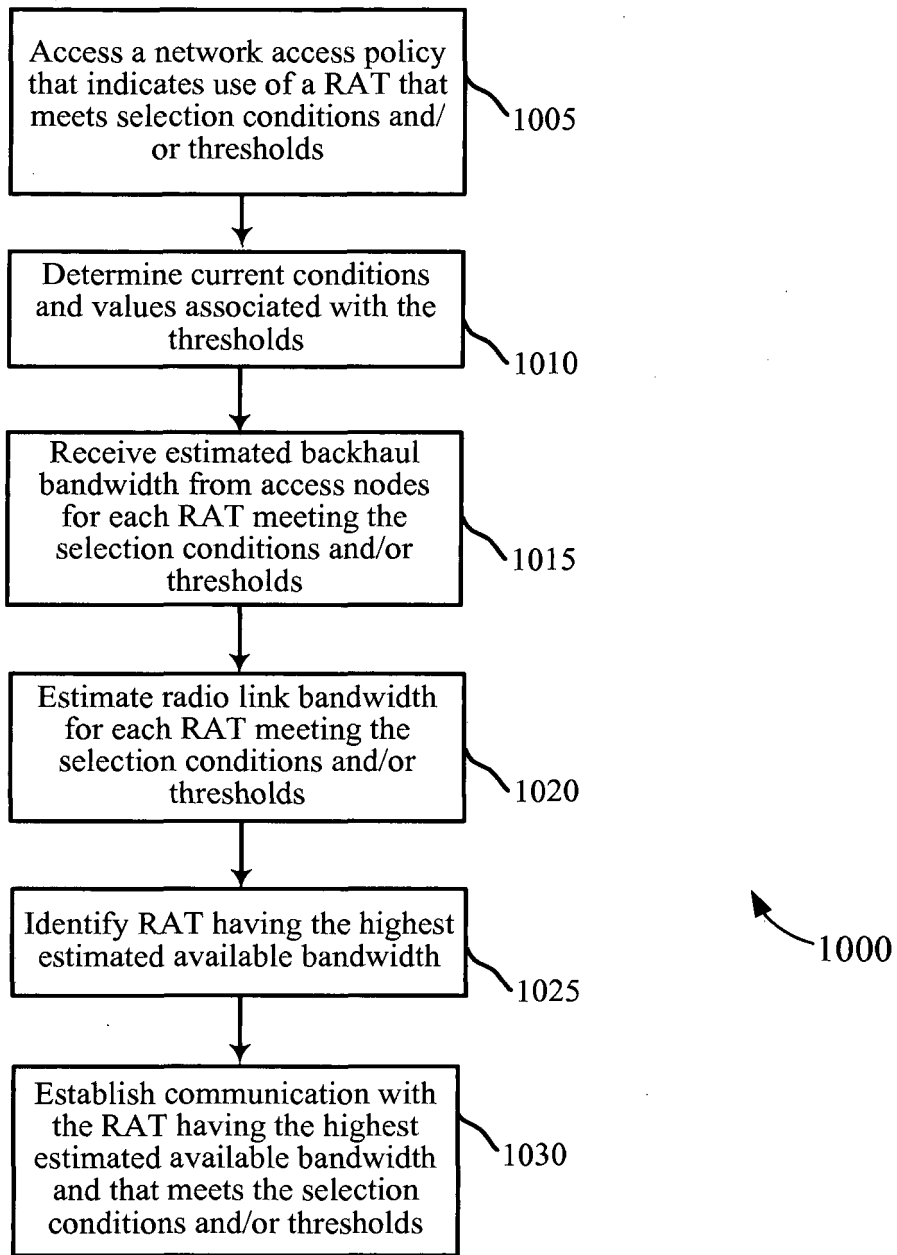 Access a network access policy
that indicates use of a RAT that
meets selection conditions and/
or thresholds
1005
Determine current conditions
and values associated with the
thresholds
1010
Receive estimated backhaul
bandwidth from access nodes
for each RAT meeting the
selection conditions and/or
thresholds
1015
Estimate radio link bandwidth
for each RAT meeting the
selection conditions and/or
thresholds
1020
Identify RAT having the highest
estimated available bandwidth
1025
1000
Establish communication with
the RAT having the highest
estimated available bandwidth
and that meets the selection
conditions and/or thresholds
1030